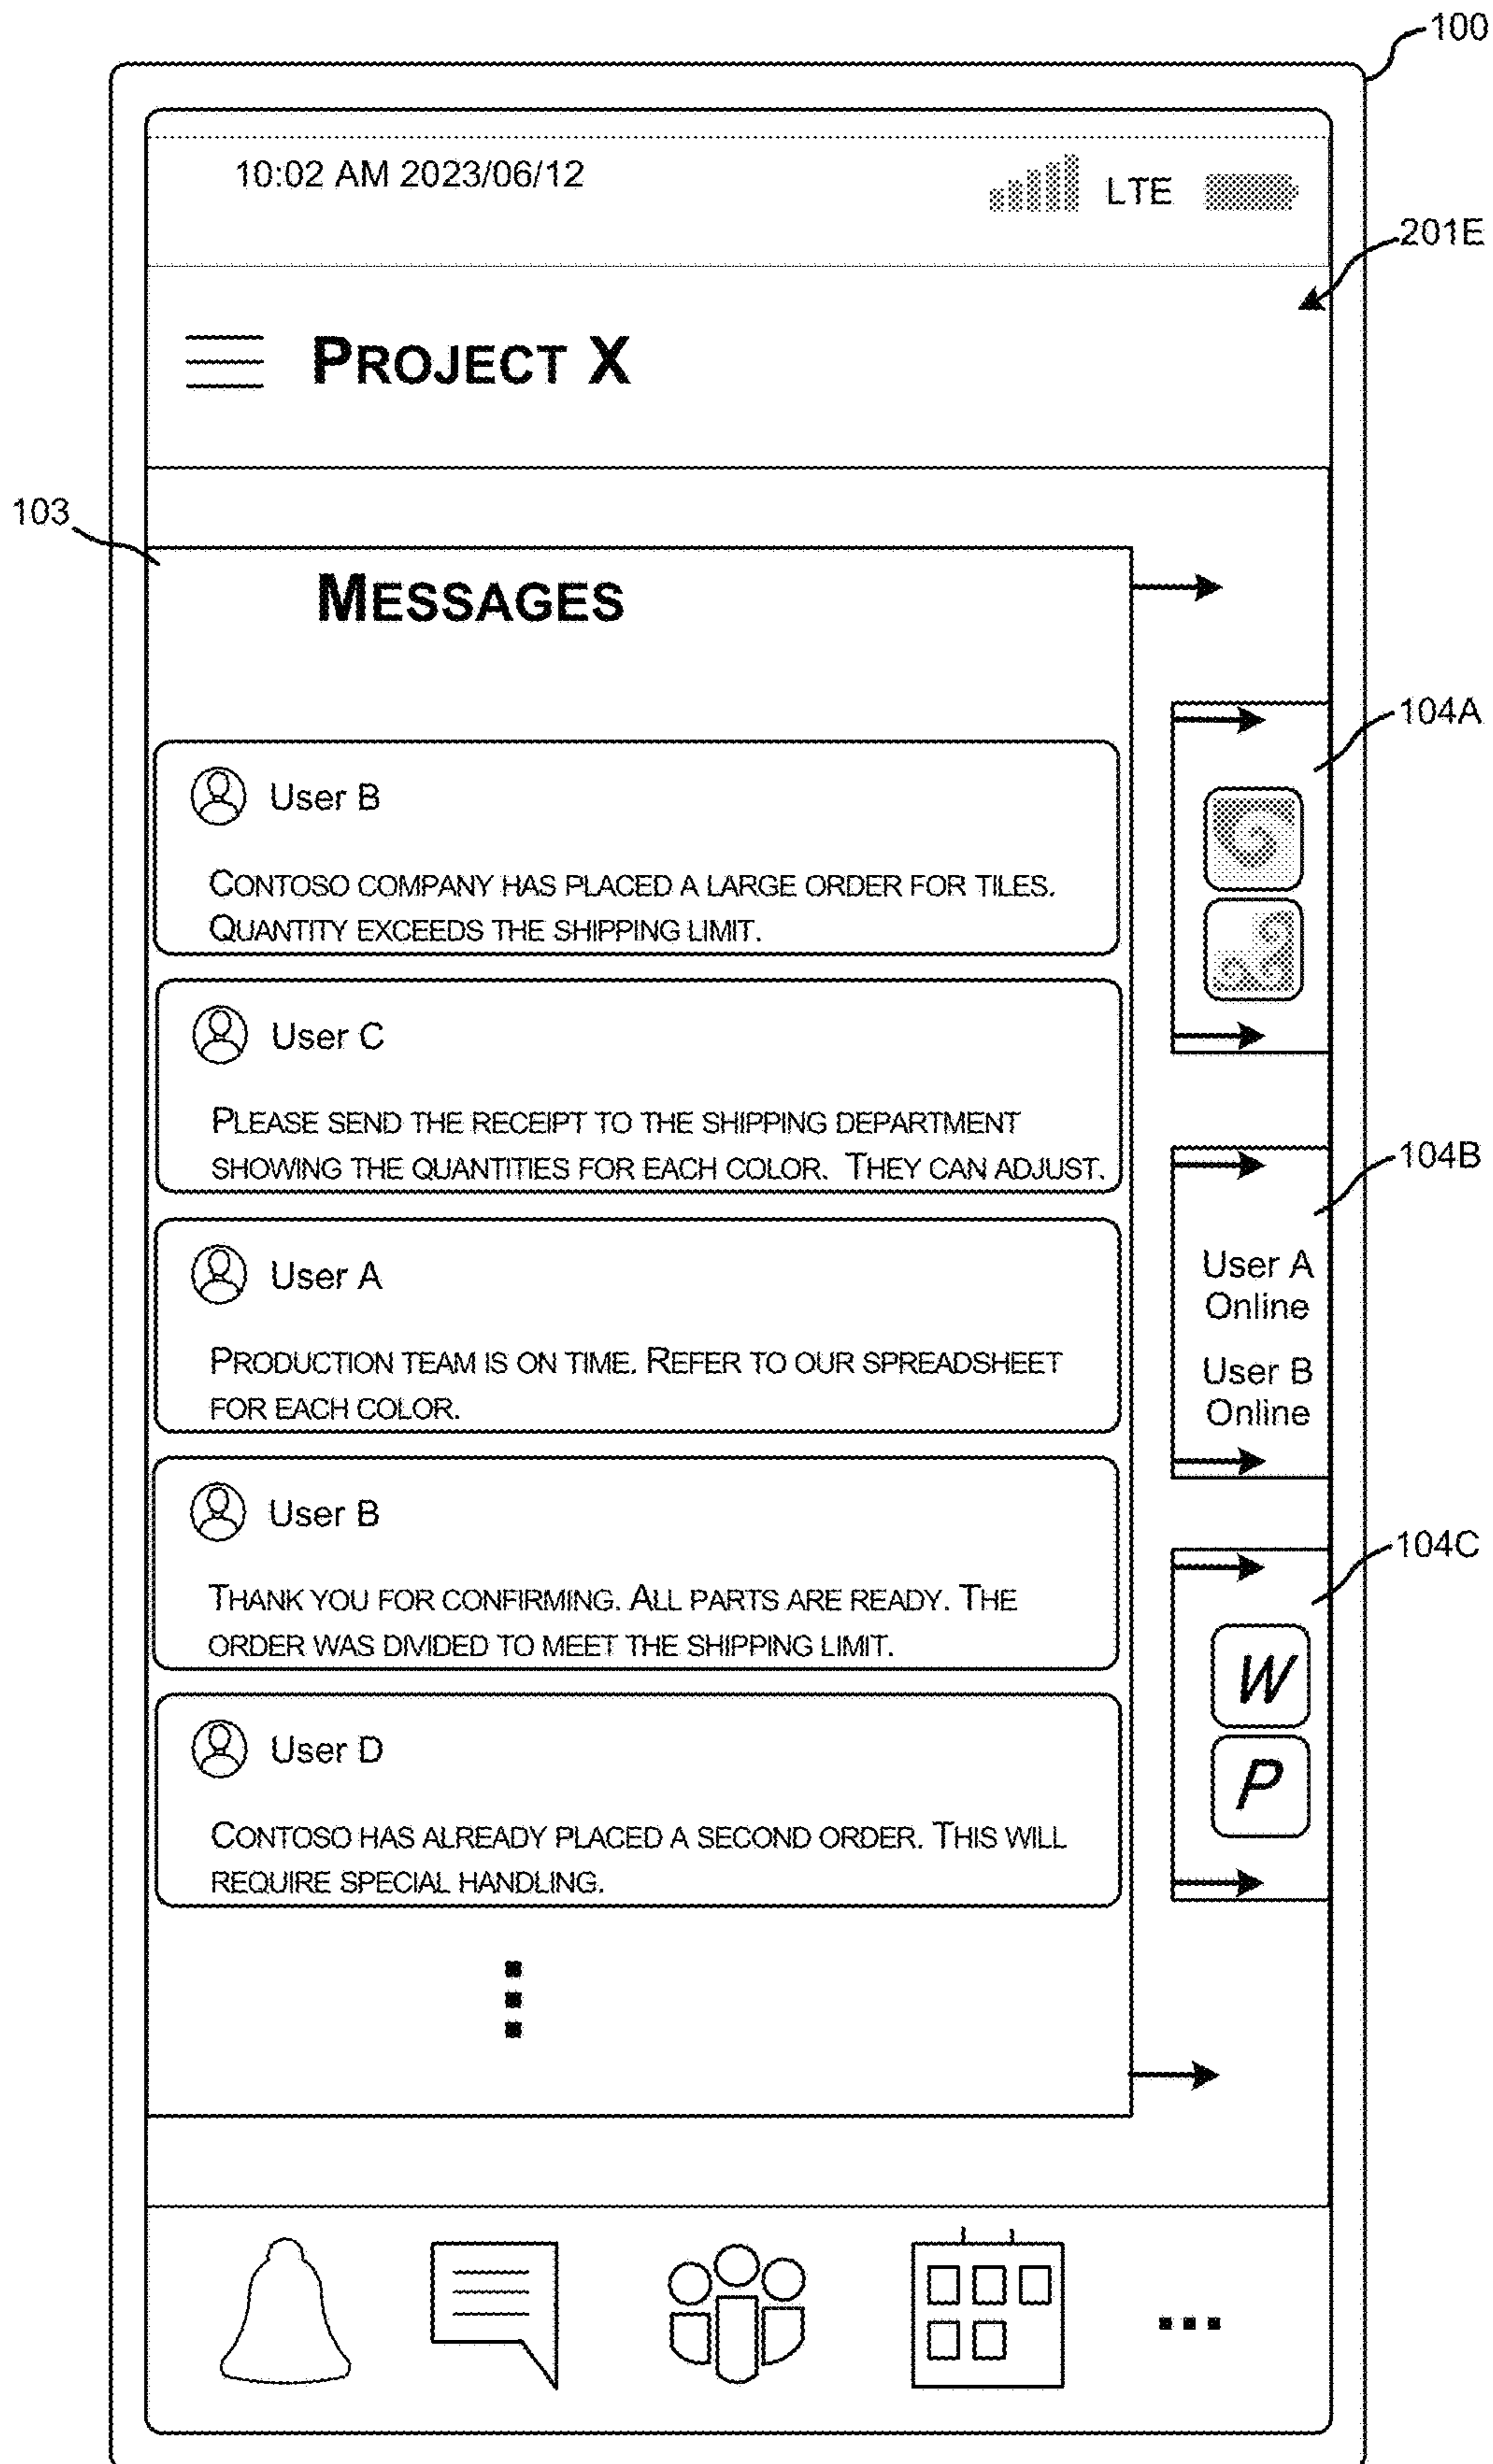 100
10:02 AM 2023/06/12
LTE
201E
PROJECT X
103
MESSAGES
104A
User B
CONTOSO COMPANY HAS PLACED A LARGE ORDER FOR TILES.
QUANTITY EXCEEDS THE SHIPPING LIMIT.
User C
PLEASE SEND THE RECEIPT TO THE SHIPPING DEPARTMENT
SHOWING THE QUANTITIES FOR EACH COLOR. THEY CAN ADJUST.
104B
User A
Online
User B
Online
User A
PRODUCTION TEAM IS ON TIME. REFER TO OUR SPREADSHEET
FOR EACH COLOR.
User B
THANK YOU FOR CONFIRMING. ALL PARTS ARE READY. THE
ORDER WAS DIVIDED TO MEET THE SHIPPING LIMIT.
104C
W
P
User D
CONTOSO HAS ALREADY PLACED A SECOND ORDER. THIS WILL
REQUIRE SPECIAL HANDLING.